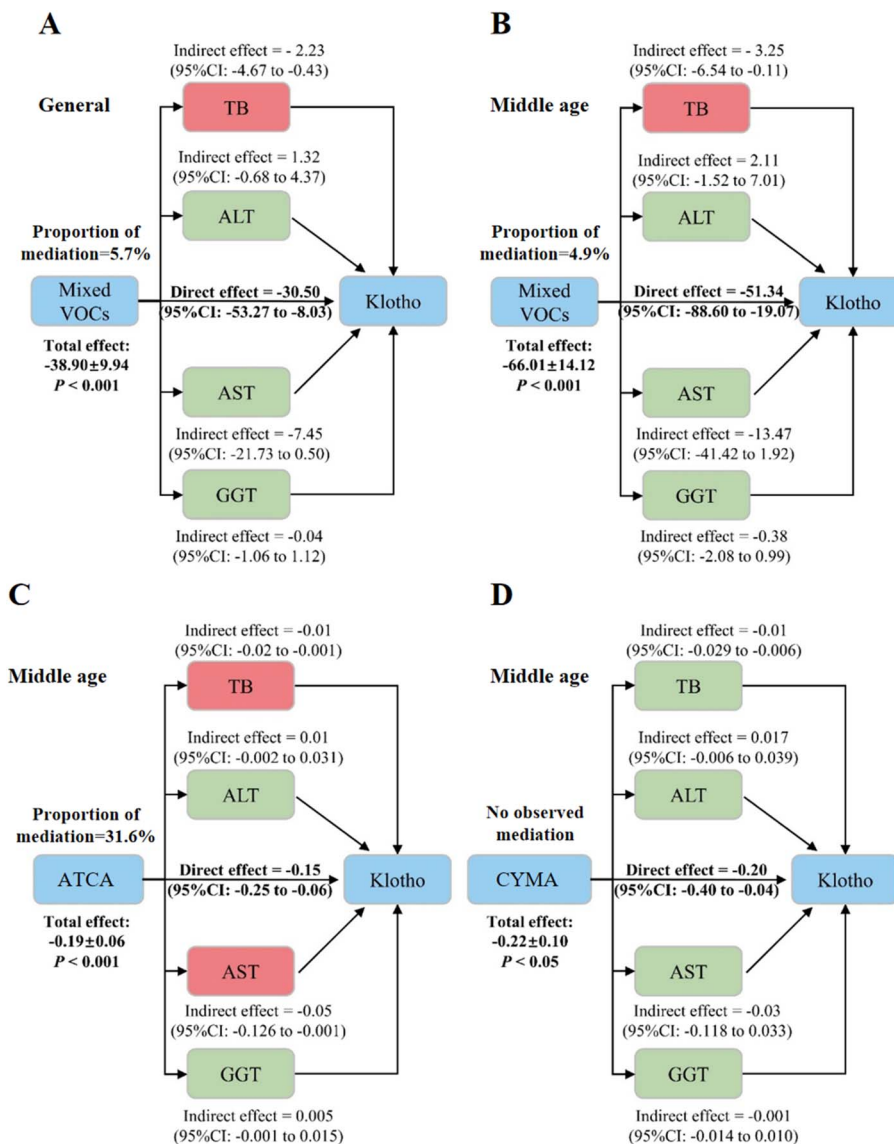 A
Indirect effect = - 2.23
(95%CI: -4.67 to -0.43)
General
TB
Indirect effect = 1.32
(95%CI: -0.68 to 4.37)
ALT
Proportion of
mediation=5.7%
Mixed
VOCs
Direct effect = -30.50
(95%CI: -53.27 to -8.03)
Klotho
Total effect:
-38.90±9.94
P < 0.001
AST
Indirect effect = -7.45
(95%CI: -21.73 to 0.50)
GGT
Indirect effect = -0.04
(95%CI: -1.06 to 1.12)
B
Indirect effect = - 3.25
(95%CI: -6.54 to -0.11)
Middle age
TB
Indirect effect = 2.11
(95%CI: -1.52 to 7.01)
ALT
Proportion of
mediation=4.9%
Mixed
VOCs
Direct effect = -51.34
(95%CI: -88.60 to -19.07)
Klotho
Total effect:
-66.01±14.12
P < 0.001
AST
Indirect effect = -13.47
(95%CI: -41.42 to 1.92)
GGT
Indirect effect = -0.38
(95%CI: -2.08 to 0.99)
C
Indirect effect = -0.01
(95%CI: -0.02 to -0.001)
Middle age
TB
Indirect effect = 0.01
(95%CI: -0.002 to 0.031)
ALT
Proportion of
mediation=31.6%
ATCA
Direct effect = -0.15
(95%CI: -0.25 to -0.06)
Klotho
Total effect:
-0.19±0.06
P < 0.001
AST
Indirect effect = -0.05
(95%CI: -0.126 to -0.001)
GGT
Indirect effect = 0.005
(95%CI: -0.001 to 0.015)
D
Indirect effect = -0.01
(95%CI: -0.029 to -0.006)
Middle age
TB
Indirect effect = 0.017
(95%CI: -0.006 to 0.039)
ALT
No observed
mediation
CYMA
Direct effect = -0.20
(95%CI: -0.40 to -0.04)
Klotho
Total effect:
-0.22±0.10
P < 0.05
AST
Indirect effect = -0.03
(95%CI: -0.118 to 0.033)
GGT
Indirect effect = -0.001
(95%CI: -0.014 to 0.010)